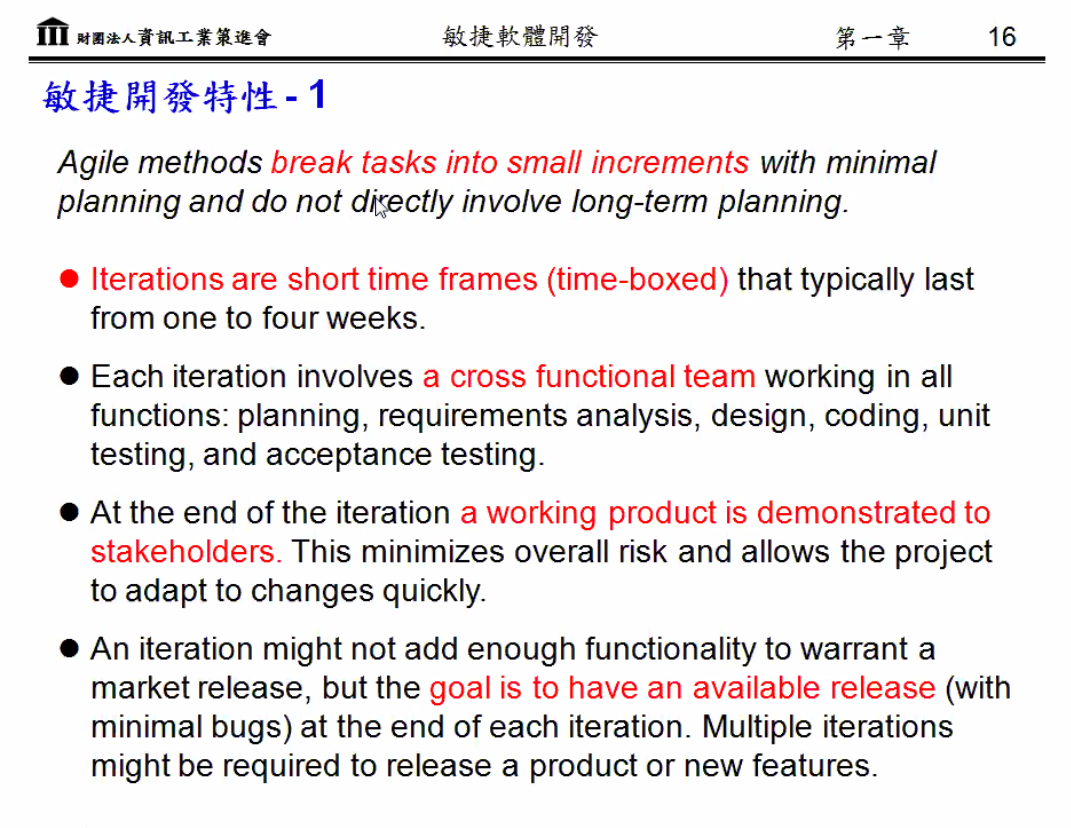 財團法人資訊工業策進會 敏捷軟體開發 第一章 16
敏捷開發特性 - 1
Agile methods break tasks into small increments with minimal
planning and do not directly involve long-term planning.
● Iterations are short time frames (time-boxed) that typically last
from one to four weeks.
● Each iteration involves a cross functional team working in all
functions: planning, requirements analysis, design, coding, unit
testing, and acceptance testing.
● At the end of the iteration a working product is demonstrated to
stakeholders. This minimizes overall risk and allows the project
to adapt to changes quickly.
● An iteration might not add enough functionality to warrant a
market release, but the goal is to have an available release (with
minimal bugs) at the end of each iteration. Multiple iterations
might be required to release a product or new features.